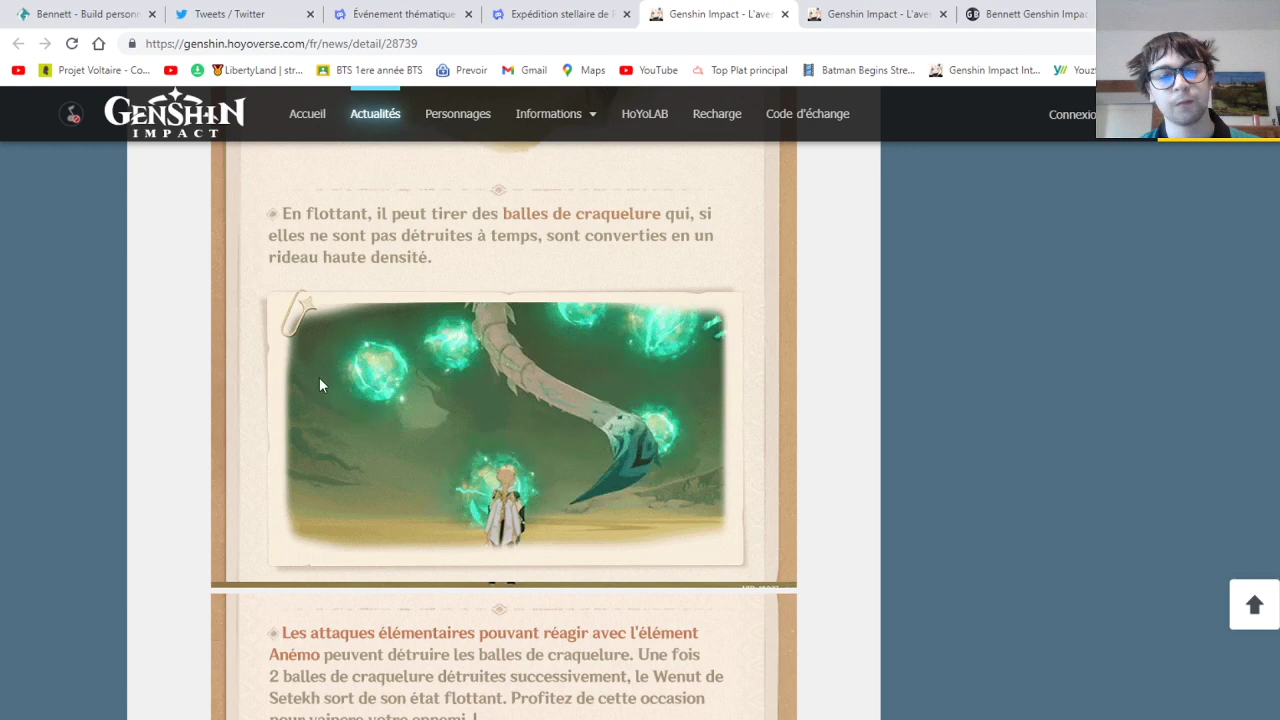 Bennett - Build personn
Tweets / Twitter
Événement thématique
Expédition stellaire de F
Genshin Impact - L'ave
Genshin Impact - L'ave
Bennett Genshin Impa
https://genshin.hoyoverse.com/fr/news/detail/28739
Projet Voltaire - Co...
LibertyLand | str...
BTS 1ere année BTS
Prevoir
Gmail
Maps
YouTube
Top Plat principal
Batman Begins Stre...
Genshin Impact Int...
GENSHIN
IMPACT
Accueil
Actualités
Personnages
Informations
HoYoLAB
Recharge
Code d'échange
Connexio
En flottant, il peut tirer des balles de craquelure qui, si
elles ne sont pas détruites à temps, sont converties en un
rideau haute densité.
Les attaques élémentaires pouvant réagir avec l'élément
Anémo peuvent détruire les balles de craquelure. Une fois
2 balles de craquelure détruites successivement, le Wenut de
Setekh sort de son état flottant. Profitez de cette occasion
pour vaincre votre ennemi !